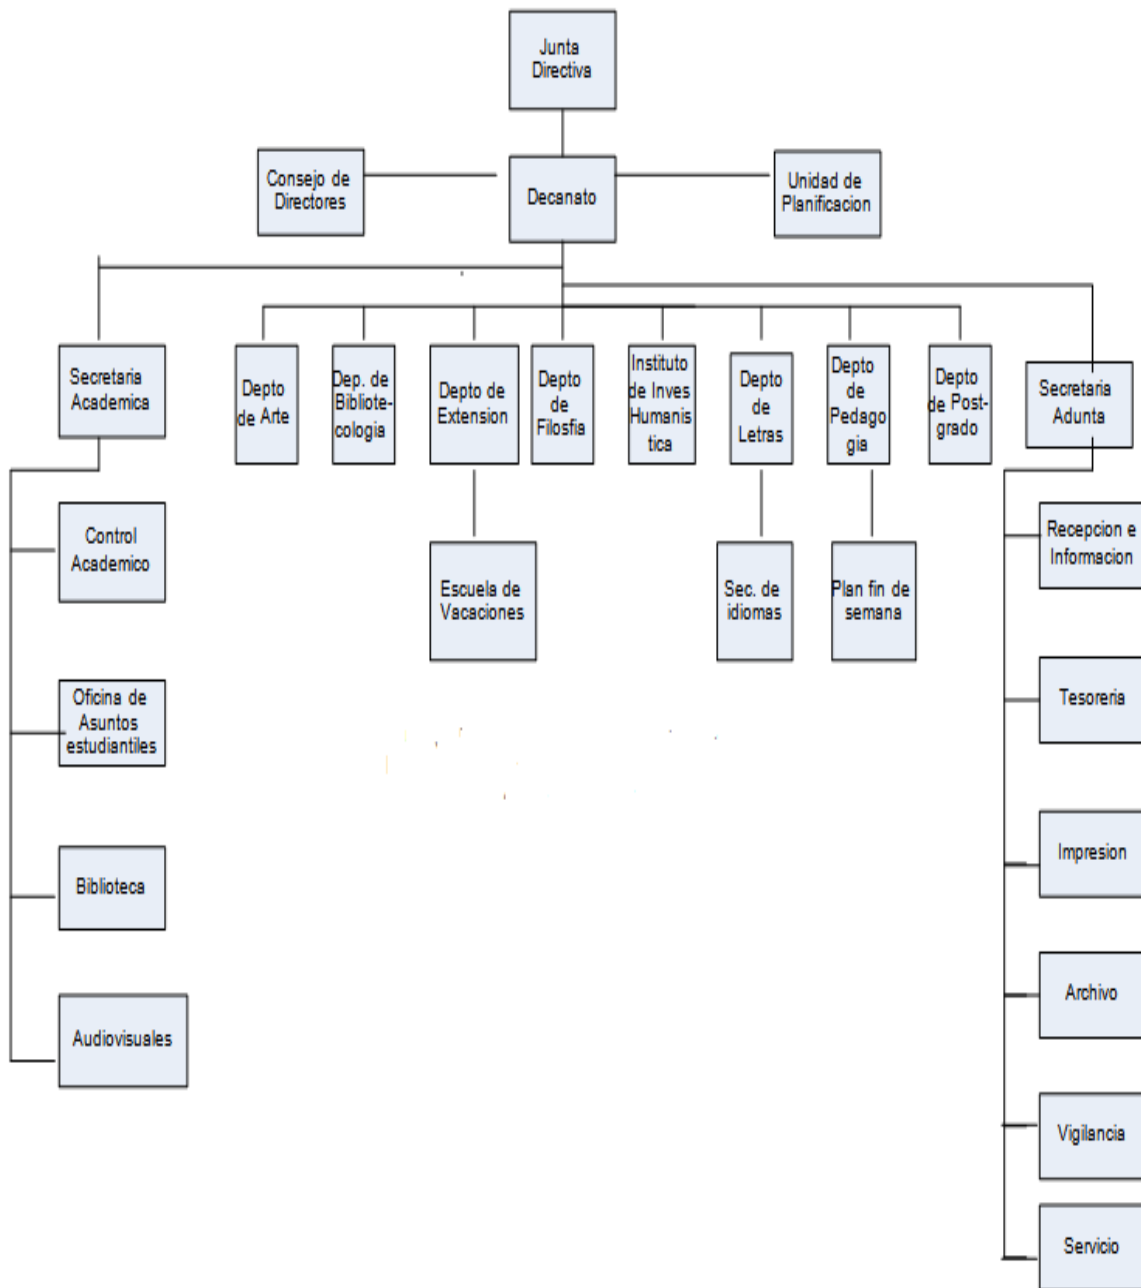 Junta
Directiva
Consejo de
Directores
Decanato
Unidad de
Planificacion
Secretaria
Academica
Depto
de Arte
Dep. de
Bibliote-
cologia
Depto de
Extension
Depto
de
Filosfia
Instituto
de Inves
Humanis
tica
Depto
de
Letras
Depto
de
Pedago
gia
Depto
de Post-
grado
Secretaria
Adunta
Control
Academico
Oficina de
Asuntos
estudiantiles
Biblioteca
Audiovisuales
Escuela de
Vacaciones
Sec. de
idiomas
Plan fin de
semana
Recepcion e
Informacion
Tesoreria
Impresion
Archivo
Vigilancia
Servicio